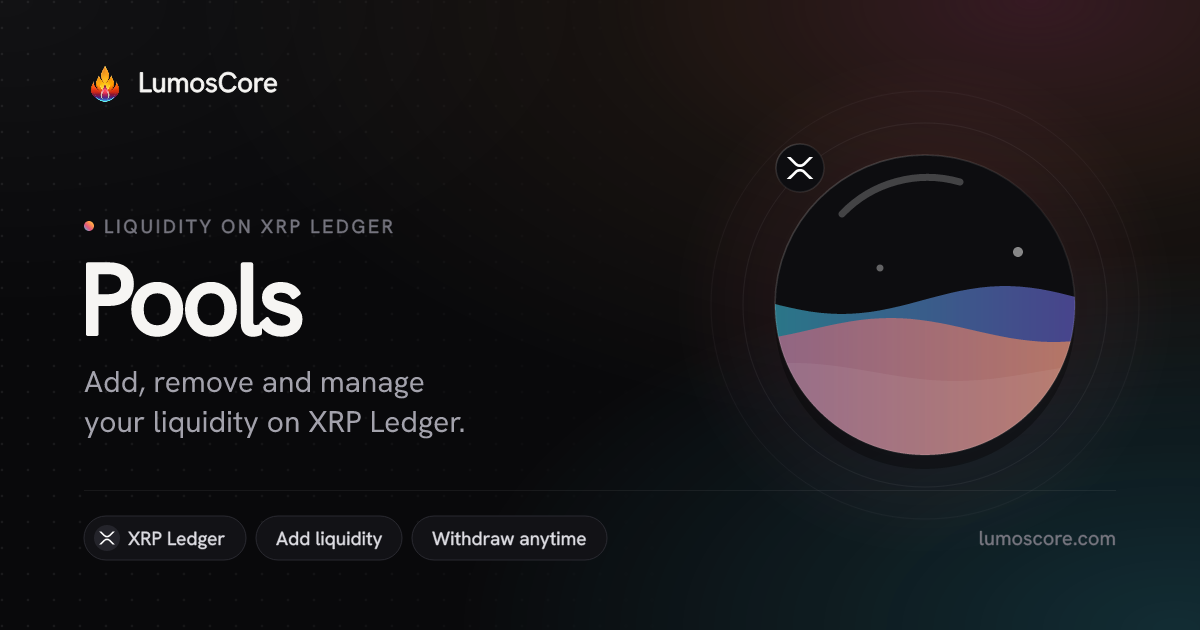 LumosCore
LIQUIDITY ON XRP LEDGER
Pools
Add, remove and manage
your liquidity on XRP Ledger.
XRP Ledger
Add liquidity
Withdraw anytime
lumoscore.com